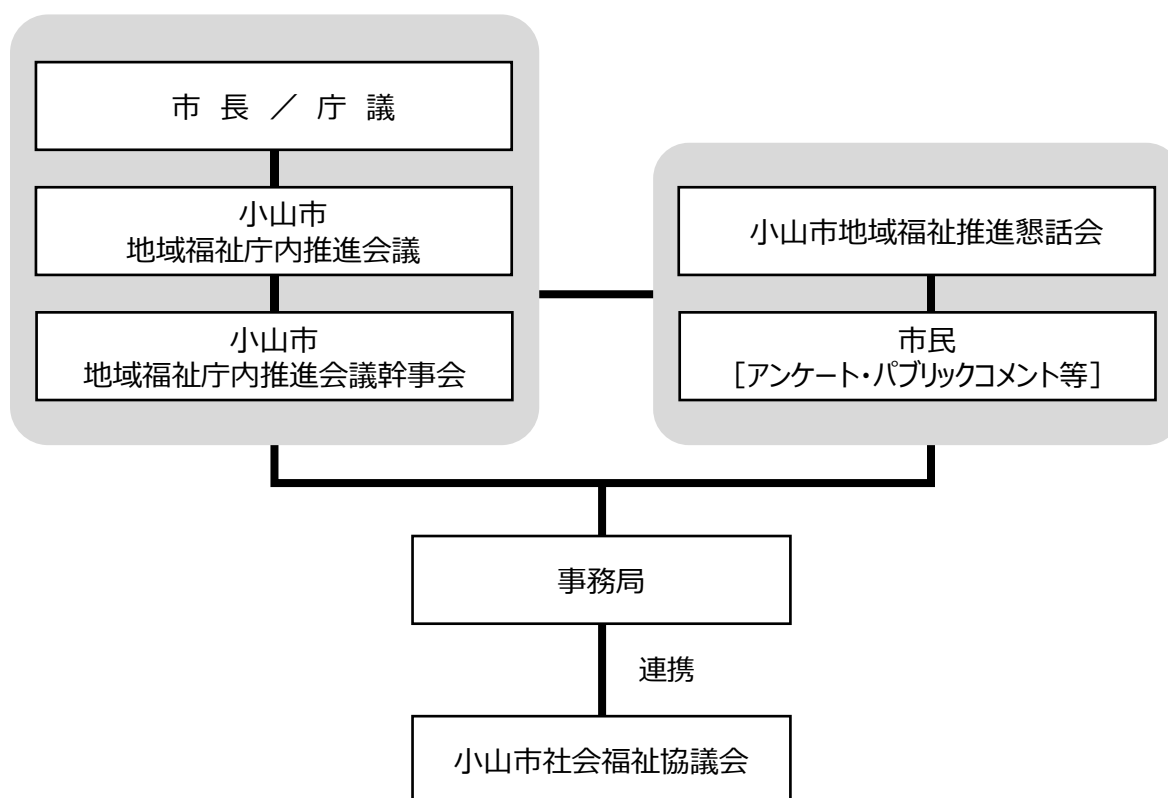 市 長 ／ 庁 議
小山市
地域福祉庁内推進会議
小山市
地域福祉庁内推進会議幹事会
小山市地域福祉推進懇話会
市民
［アンケート・パブリックコメント等］
事務局
連携
小山市社会福祉協議会